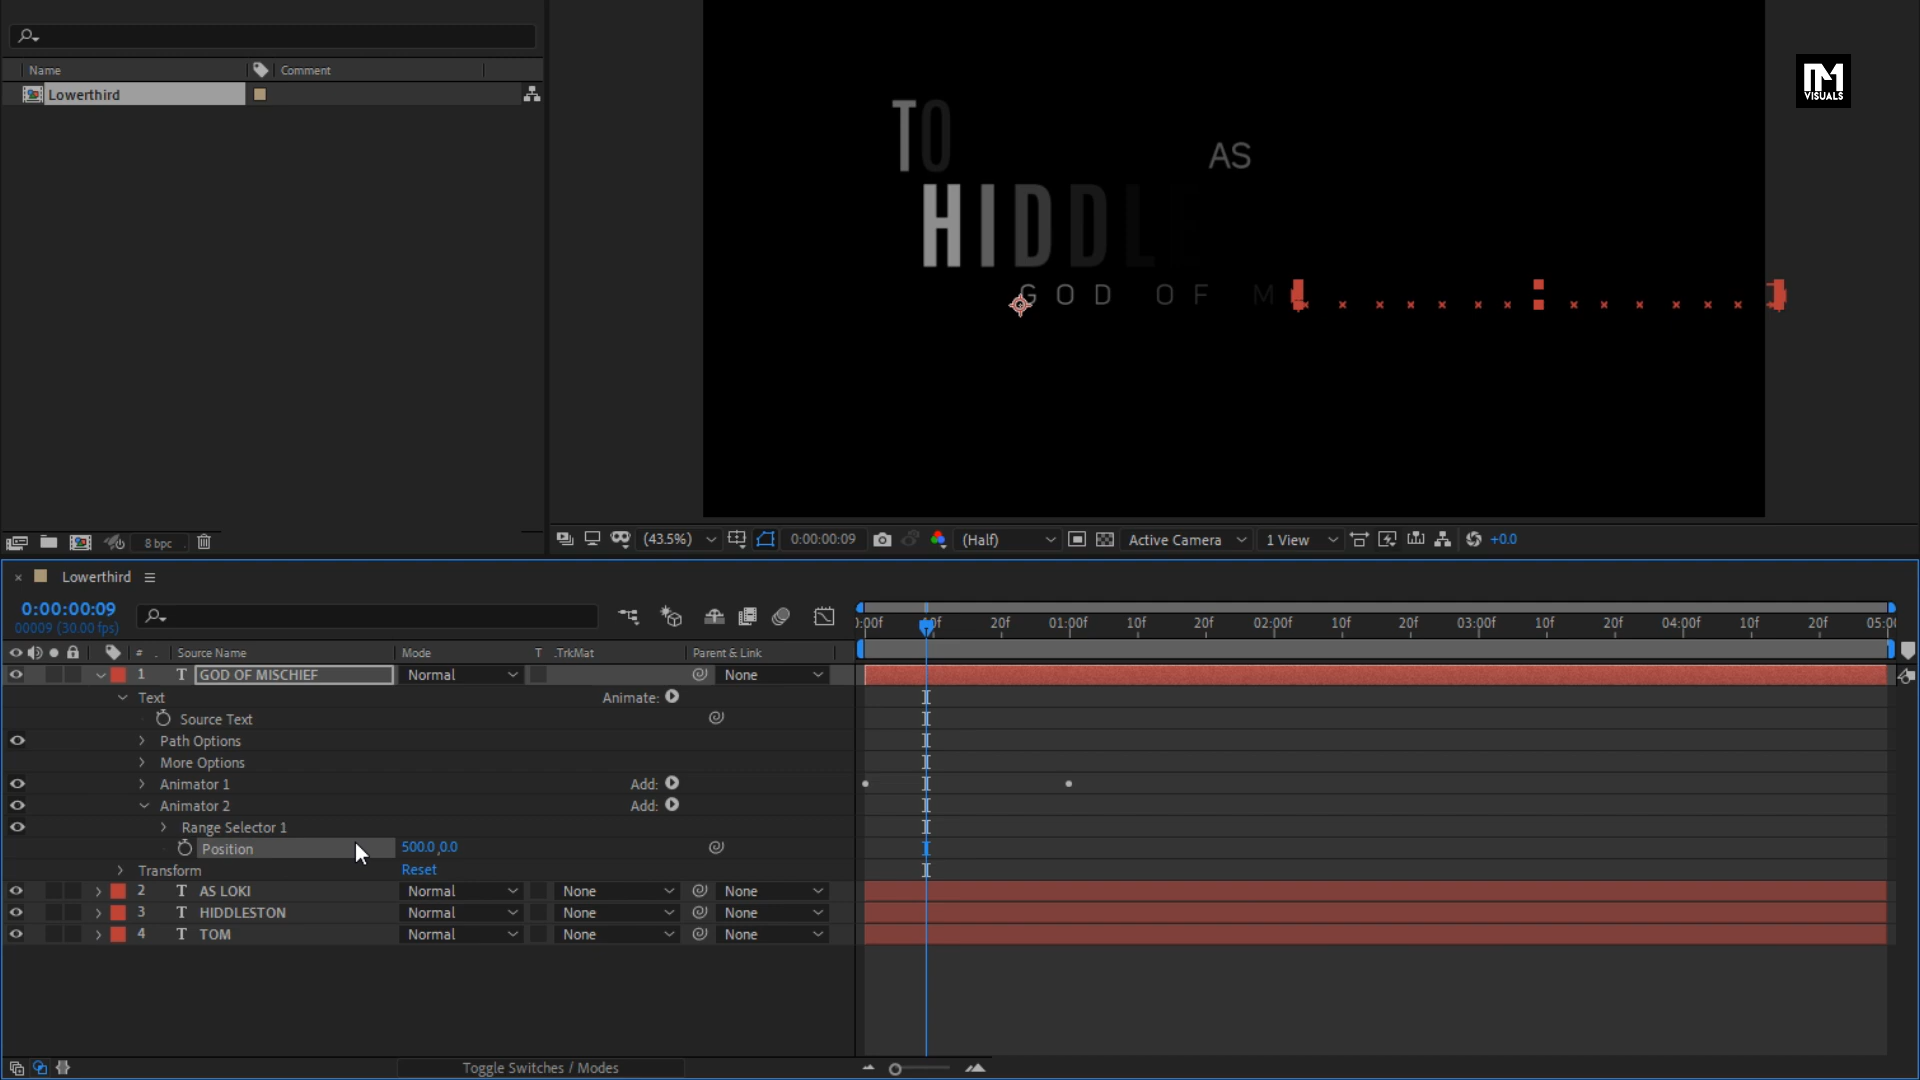 Name Comment
Lowerthird
8 bpc
TO
AS
HIDDLE
GOD OF M
VISUALS
(43.5%) 0:00:00:09 (Half) Active Camera 1 View +0.0
Lowerthird
0:00:00:09
00009 (30.00 fps)
:00f 20f 01:00f 10f 20f 02:00f 10f 20f 03:00f 10f 20f 04:00f 10f 20f 05:0
# Source Name Mode T .TrkMat Parent & Link
1 T GOD OF MISCHIEF Normal None
Text Animate:
Source Text
Path Options
More Options
Animator 1 Add:
Animator 2 Add:
Range Selector 1
Position 500.0,0.0
Transform Reset
2 T AS LOKI Normal None None
3 T HIDDLESTON Normal None None
4 T TOM Normal None None
Toggle Switches / Modes